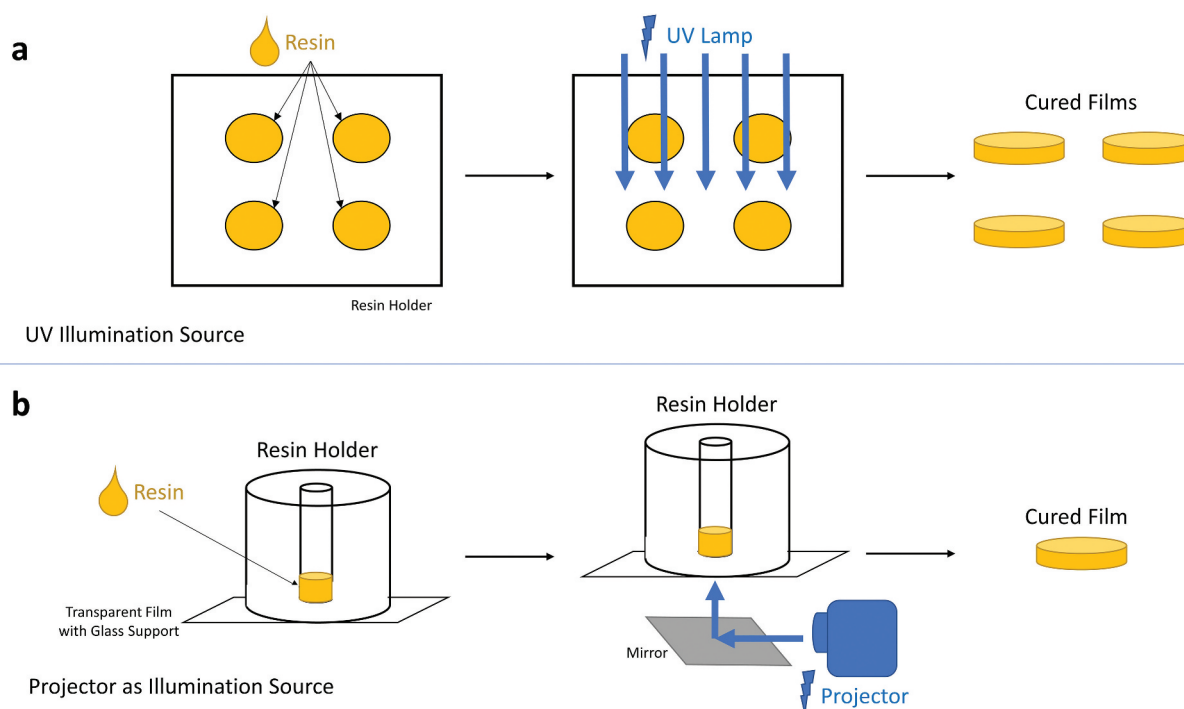 a
Resin
UV Lamp
Cured Films
Resin Holder
UV Illumination Source
b
Resin Holder
Resin Holder
Resin
Cured Film
Transparent Film
with Glass Support
Mirror
Projector as Illumination Source
Projector